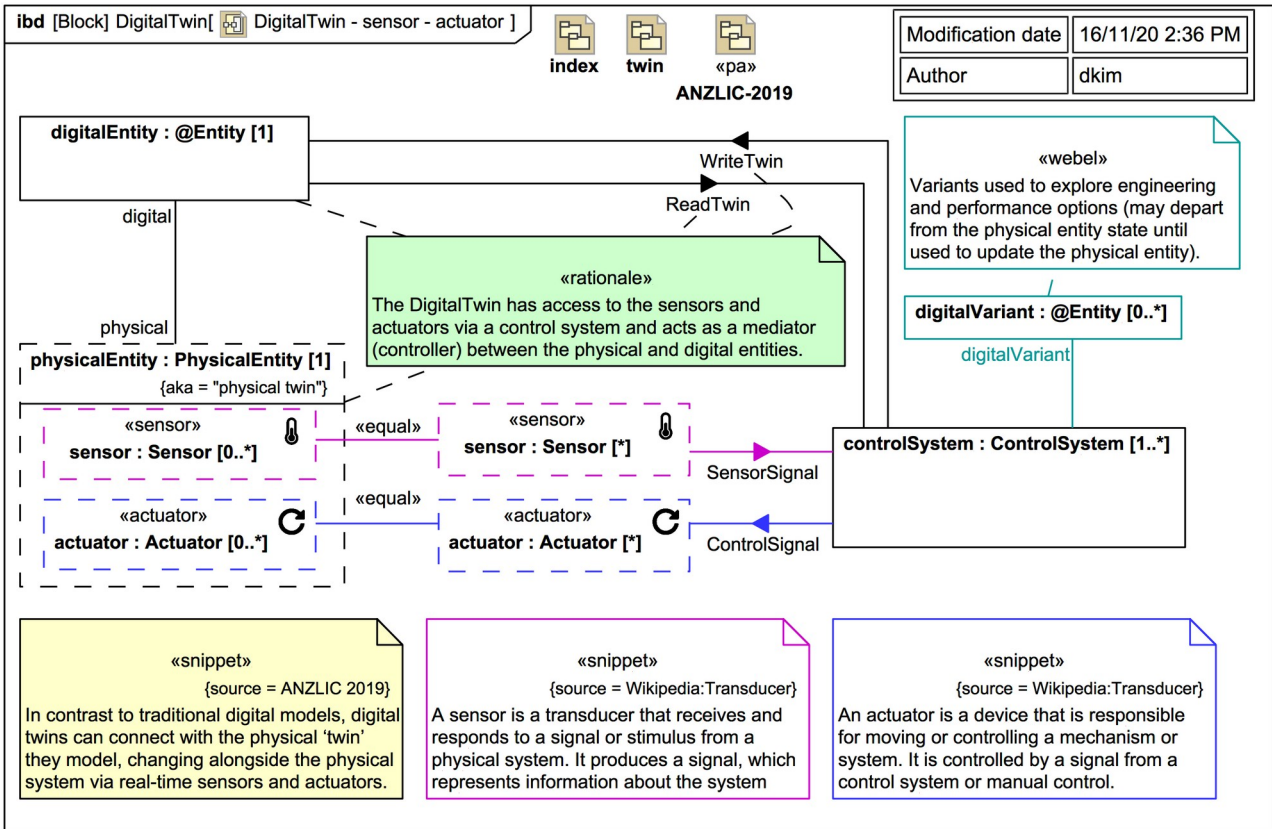 ibd [Block] DigitalTwin[ DigitalTwin - sensor - actuator ]
index
twin
«pa»
ANZLIC-2019
Modification date
16/11/20 2:36 PM
Author
dkim
digitalEntity : @Entity [1]
WriteTwin
ReadTwin
digital
physical
«webel»
Variants used to explore engineering
and performance options (may depart
from the physical entity state until
used to update the physical entity).
«rationale»
The DigitalTwin has access to the sensors and
actuators via a control system and acts as a mediator
(controller) between the physical and digital entities.
digitalVariant : @Entity [0..*]
digitalVariant
physicalEntity : PhysicalEntity [1]
{aka = "physical twin"}
«sensor»
sensor : Sensor [0..*]
«equal»
«sensor»
sensor : Sensor [*]
SensorSignal
controlSystem : ControlSystem [1..*]
«actuator»
actuator : Actuator [0..*]
«equal»
«actuator»
actuator : Actuator [*]
ControlSignal
«snippet»
{source = ANZLIC 2019}
In contrast to traditional digital models, digital
twins can connect with the physical ‘twin’
they model, changing alongside the physical
system via real-time sensors and actuators.
«snippet»
{source = Wikipedia:Transducer}
A sensor is a transducer that receives and
responds to a signal or stimulus from a
physical system. It produces a signal, which
represents information about the system
«snippet»
{source = Wikipedia:Transducer}
An actuator is a device that is responsible
for moving or controlling a mechanism or
system. It is controlled by a signal from a
control system or manual control.